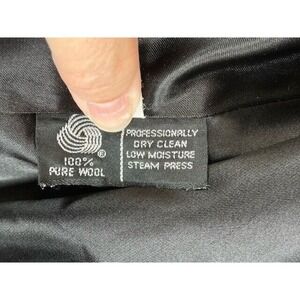 ®
100%
PURE WOOL
PROFESSIONALLY
DRY CLEAN
LOW MOISTURE
STEAM PRESS